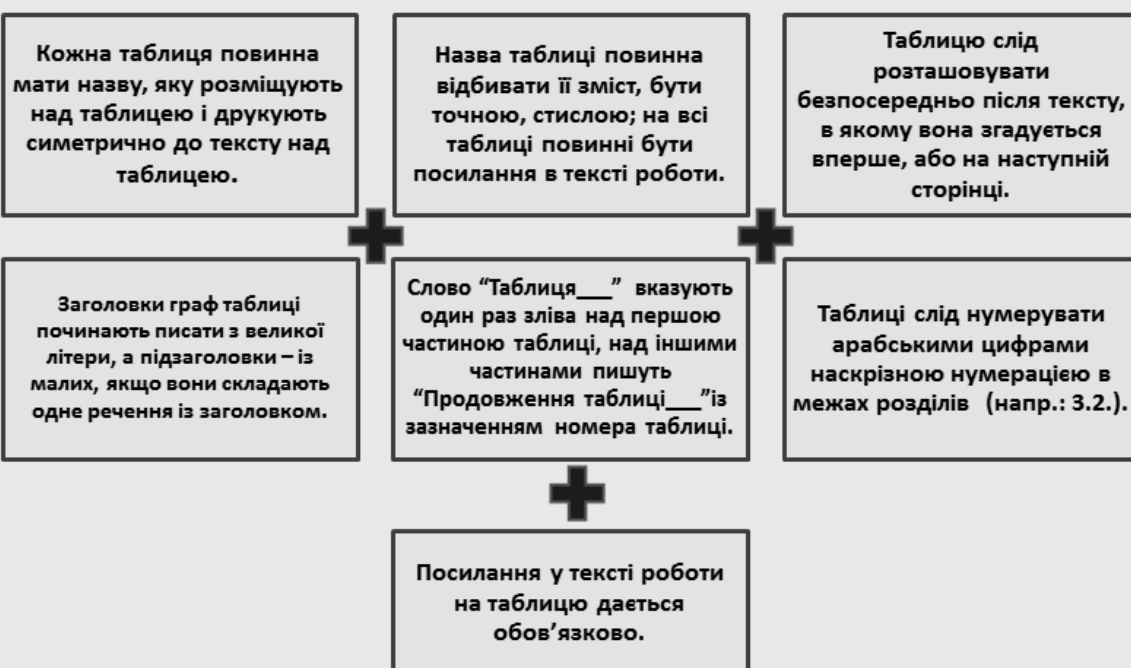 Кожна таблиця повинна
мати назву, яку розміщують
над таблицею і друкують
симетрично до тексту над
таблицею.
Назва таблиці повинна
відбивати її зміст, бути
точною, стислою; на всі
таблиці повинні бути
посилання в тексті роботи.
Таблицю слід
розташовувати
безпосередньо після тексту,
в якому вона згадується
вперше, або на наступній
сторінці.
Заголовки граф таблиці
починають писати з великої
літери, а підзаголовки – із
малих, якщо вони складають
одне речення із заголовком.
Слово “Таблиця___” вказують
один раз зліва над першою
частиною таблиці, над іншими
частинами пишуть
“Продовження таблиці___”із
зазначенням номера таблиці.
Таблиці слід нумерувати
арабськими цифрами
наскрізною нумерацією в
межах розділів (напр.: 3.2.).
Посилання у тексті роботи
на таблицю дається
обов’язково.